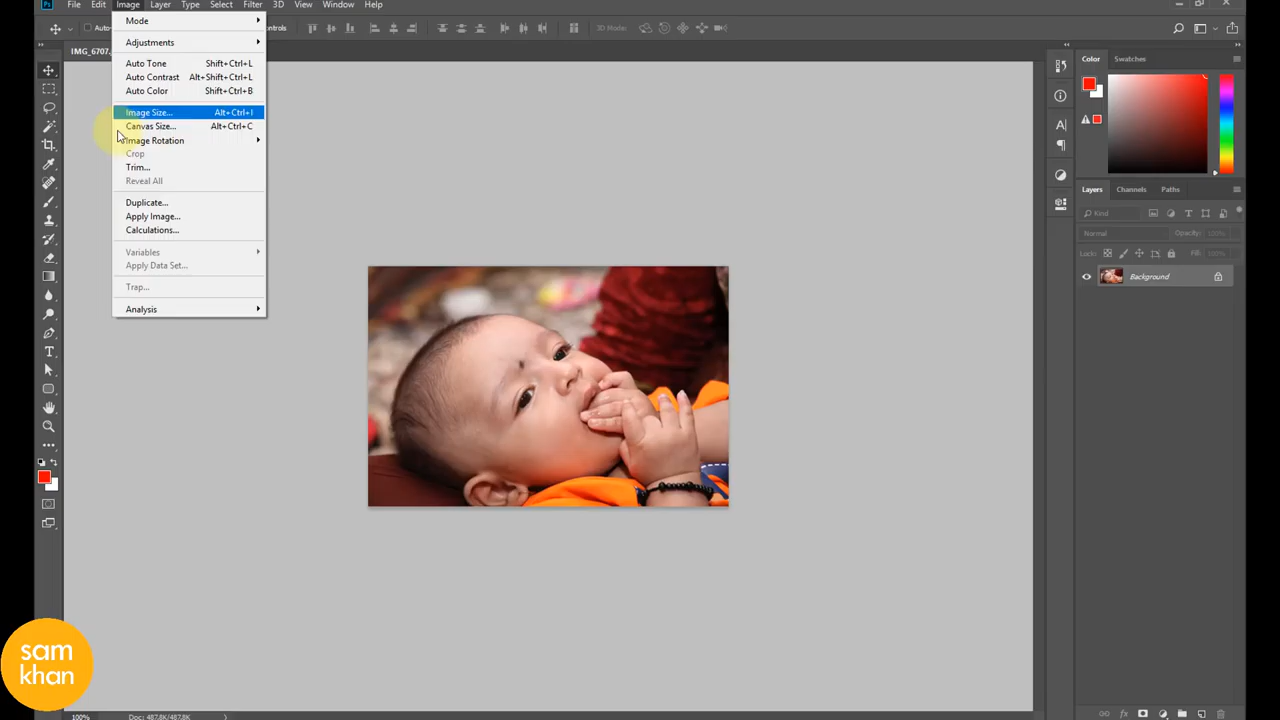 Ps File Edit Image Layer Type Select Filter 3D View Window Help
3D Mode:
IMG_6707.
Mode
Adjustments
Auto Tone Shift+Ctrl+L
Auto Contrast Alt+Shift+Ctrl+L
Auto Color Shift+Ctrl+B
Image Size... Alt+Ctrl+I
Canvas Size... Alt+Ctrl+C
Image Rotation
Crop
Trim...
Reveal All
Duplicate...
Apply Image...
Calculations...
Variables
Apply Data Set...
Trap...
Analysis
Color Swatches
Layers Channels Paths
Kind
Normal Opacity: 100%
Lock: Fill: 100%
Background
sam
khan
100% Doc: 487.8K/487.8K